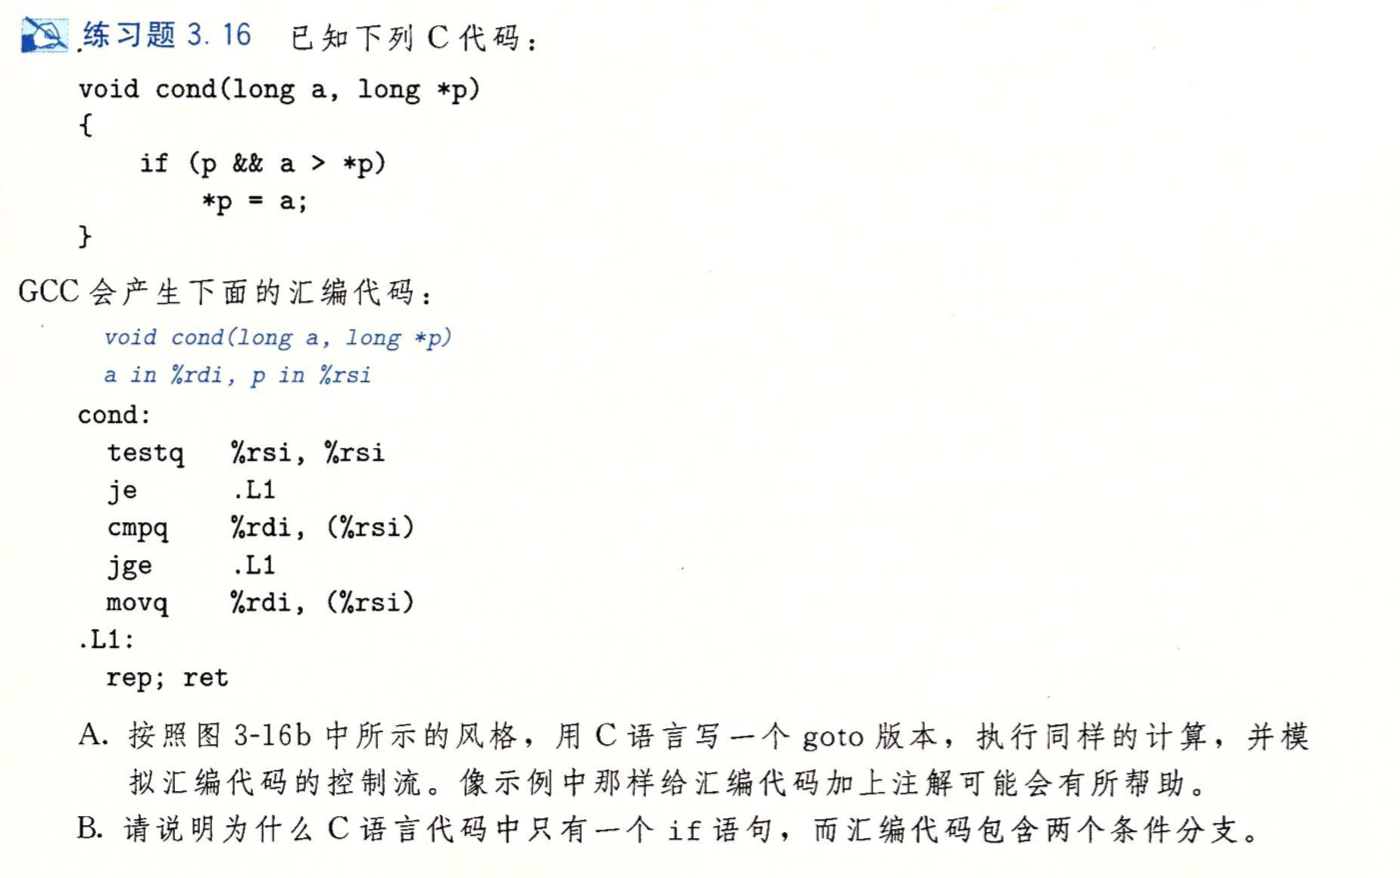 练习题 3.16 已知下列 C 代码：
void cond(long a, long *p)
{
    if (p && a > *p)
        *p = a;
}
GCC 会产生下面的汇编代码：
void cond(long a, long *p)
a in %rdi, p in %rsi
cond:
  testq   %rsi, %rsi
  je      .L1
  cmpq    %rdi, (%rsi)
  jge     .L1
  movq    %rdi, (%rsi)
.L1:
  rep; ret
A. 按照图 3-16b 中所示的风格，用 C 语言写一个 goto 版本，执行同样的计算，并模
拟汇编代码的控制流。像示例中那样给汇编代码加上注解可能会有所帮助。
B. 请说明为什么 C 语言代码中只有一个 if 语句，而汇编代码包含两个条件分支。